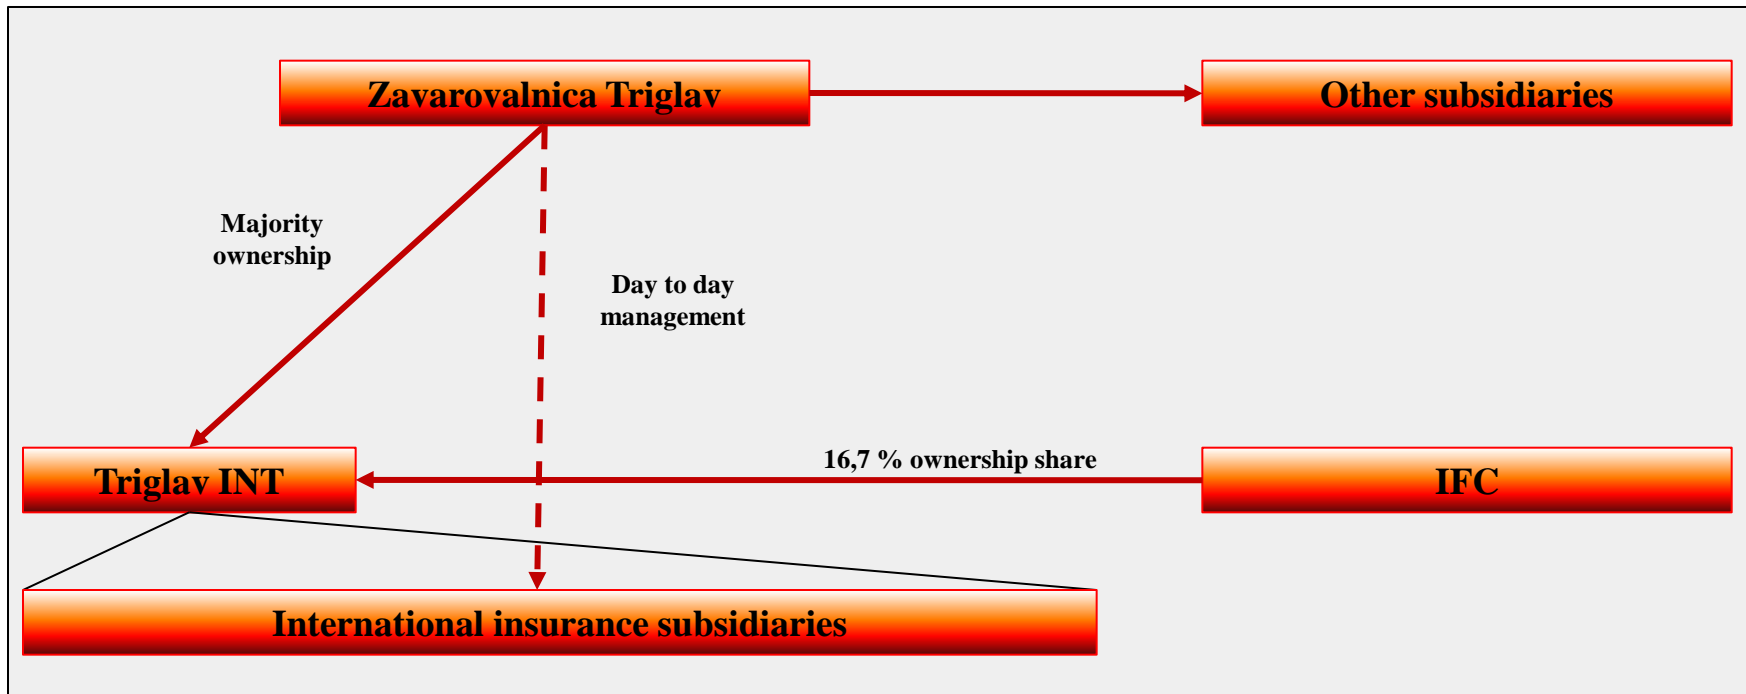 Zavarovalnica Triglav
Other subsidiaries
Majority
ownership
Day to day
management
16,7 % ownership share
Triglav INT
IFC
International insurance subsidiaries